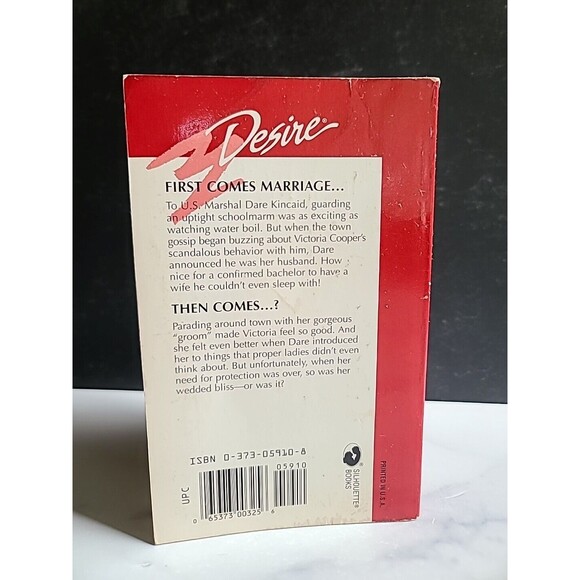 Desire®
FIRST COMES MARRIAGE...
To U.S. Marshal Dare Kincaid, guarding
an uptight schoolmarm was as exciting as
watching water boil. But when the town
gossip began buzzing about Victoria Cooper's
scandalous behavior with him, Dare
announced he was her husband. How
nice for a confirmed bachelor to have a
wife he couldn't even sleep with!
THEN COMES...?
Parading around town with her gorgeous
"groom" made Victoria feel so good. And
she felt even better when Dare introduced
her to things that proper ladies didn't even
think about. But unfortunately, when her
need for protection was over, so was her
wedded bliss—or was it?
ISBN 0-373-05910-8
05910
UPC
0 65373 00325 6
SILHOUETTE®
BOOKS
PRINTED IN U.S.A.